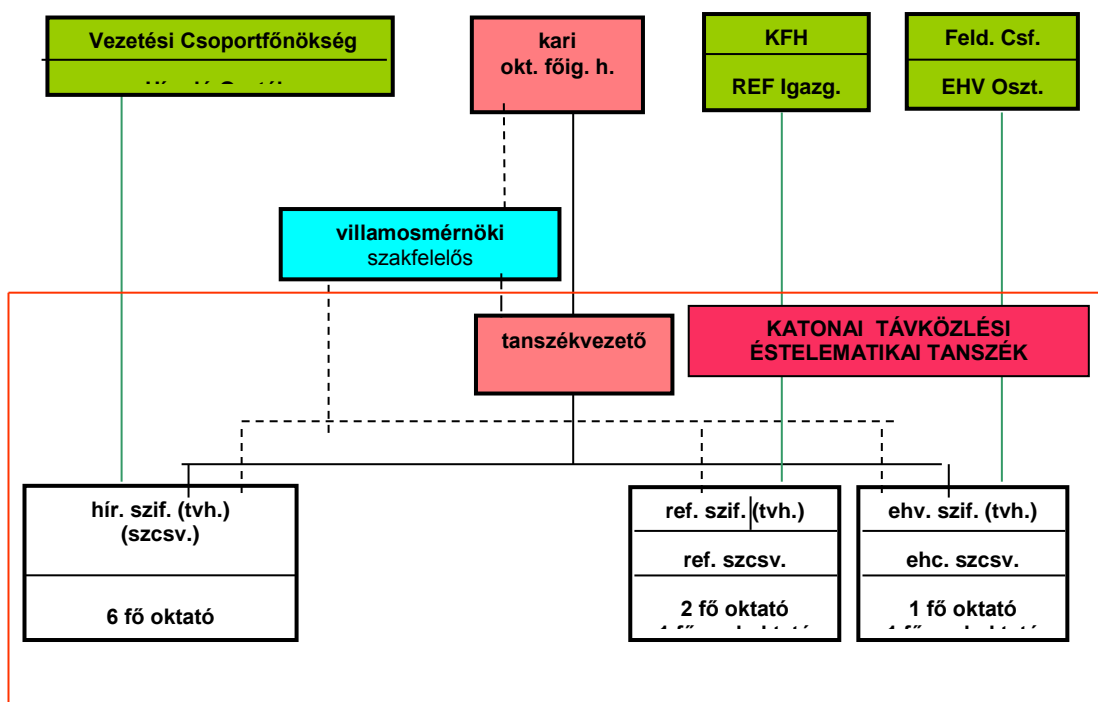 Vezetési Csoportfőnökség
kari
okt. főig. h.
KFH
REF Igazg.
Feld. Csf.
EHV Oszt.
villamosmérnöki
szakfelelős
tanszékvezető
KATONAI TÁVKÖZLÉSI
ÉSTELEMATIKAI TANSZÉK
hír. szif. (tvh.)
(szcsv.)
6 fő oktató
ref. szif. (tvh.)
ref. szcsv.
2 fő oktató
ehv. szif. (tvh.)
ehc. szcsv.
1 fő oktató